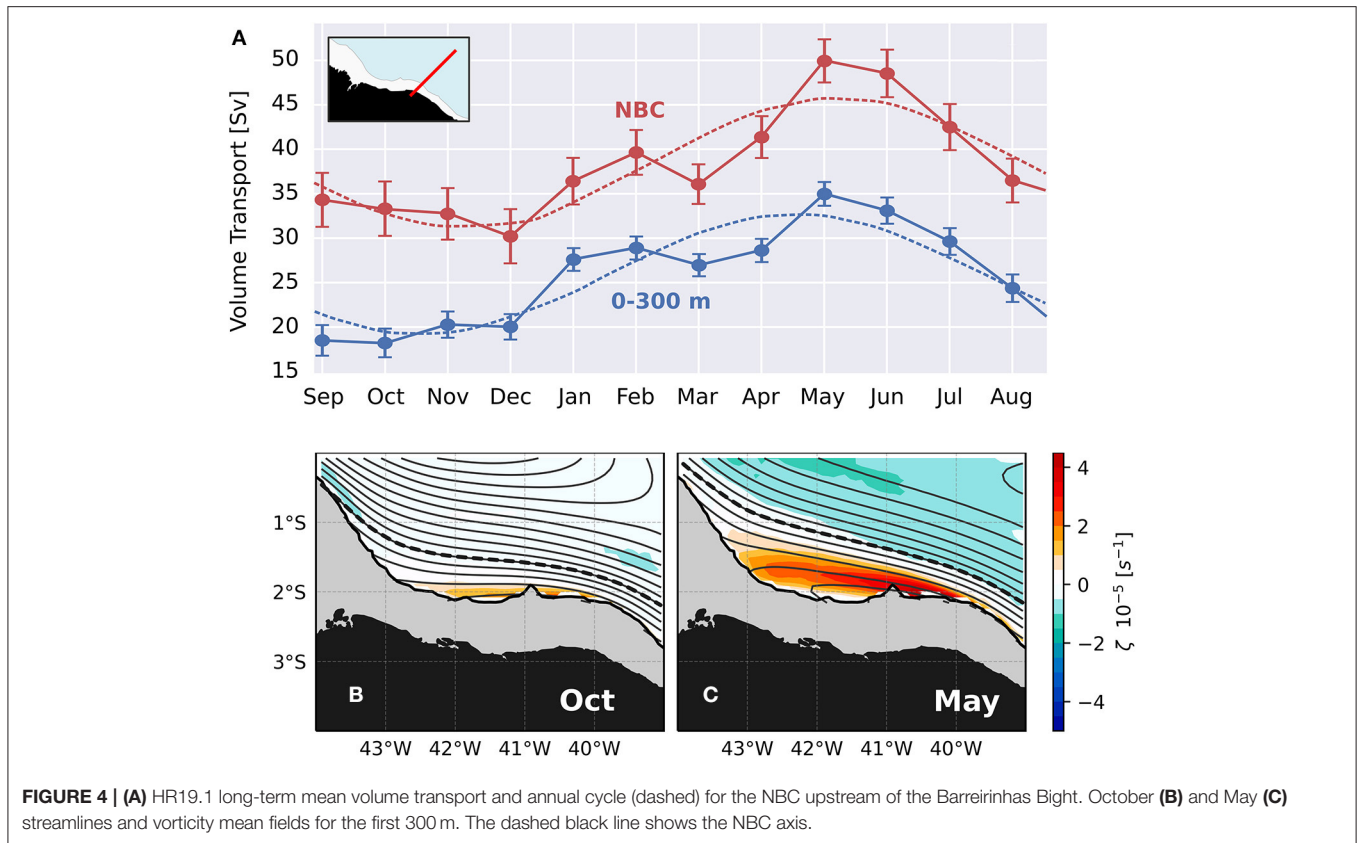 A
Volume Transport [Sv]
50
45
40
35
30
25
20
15
NBC
0-300 m
Sep Oct Nov Dec Jan Feb Mar Apr May Jun Jul Aug
1°S
2°S
3°S
B
Oct
43°W 42°W 41°W 40°W
C
May
43°W 42°W 41°W 40°W
4
2
0
−2
−4
ζ 10⁻⁵ [s⁻¹]
FIGURE 4 | (A) HR19.1 long-term mean volume transport and annual cycle (dashed) for the NBC upstream of the Barreirinhas Bight. October (B) and May (C)
streamlines and vorticity mean fields for the first 300 m. The dashed black line shows the NBC axis.